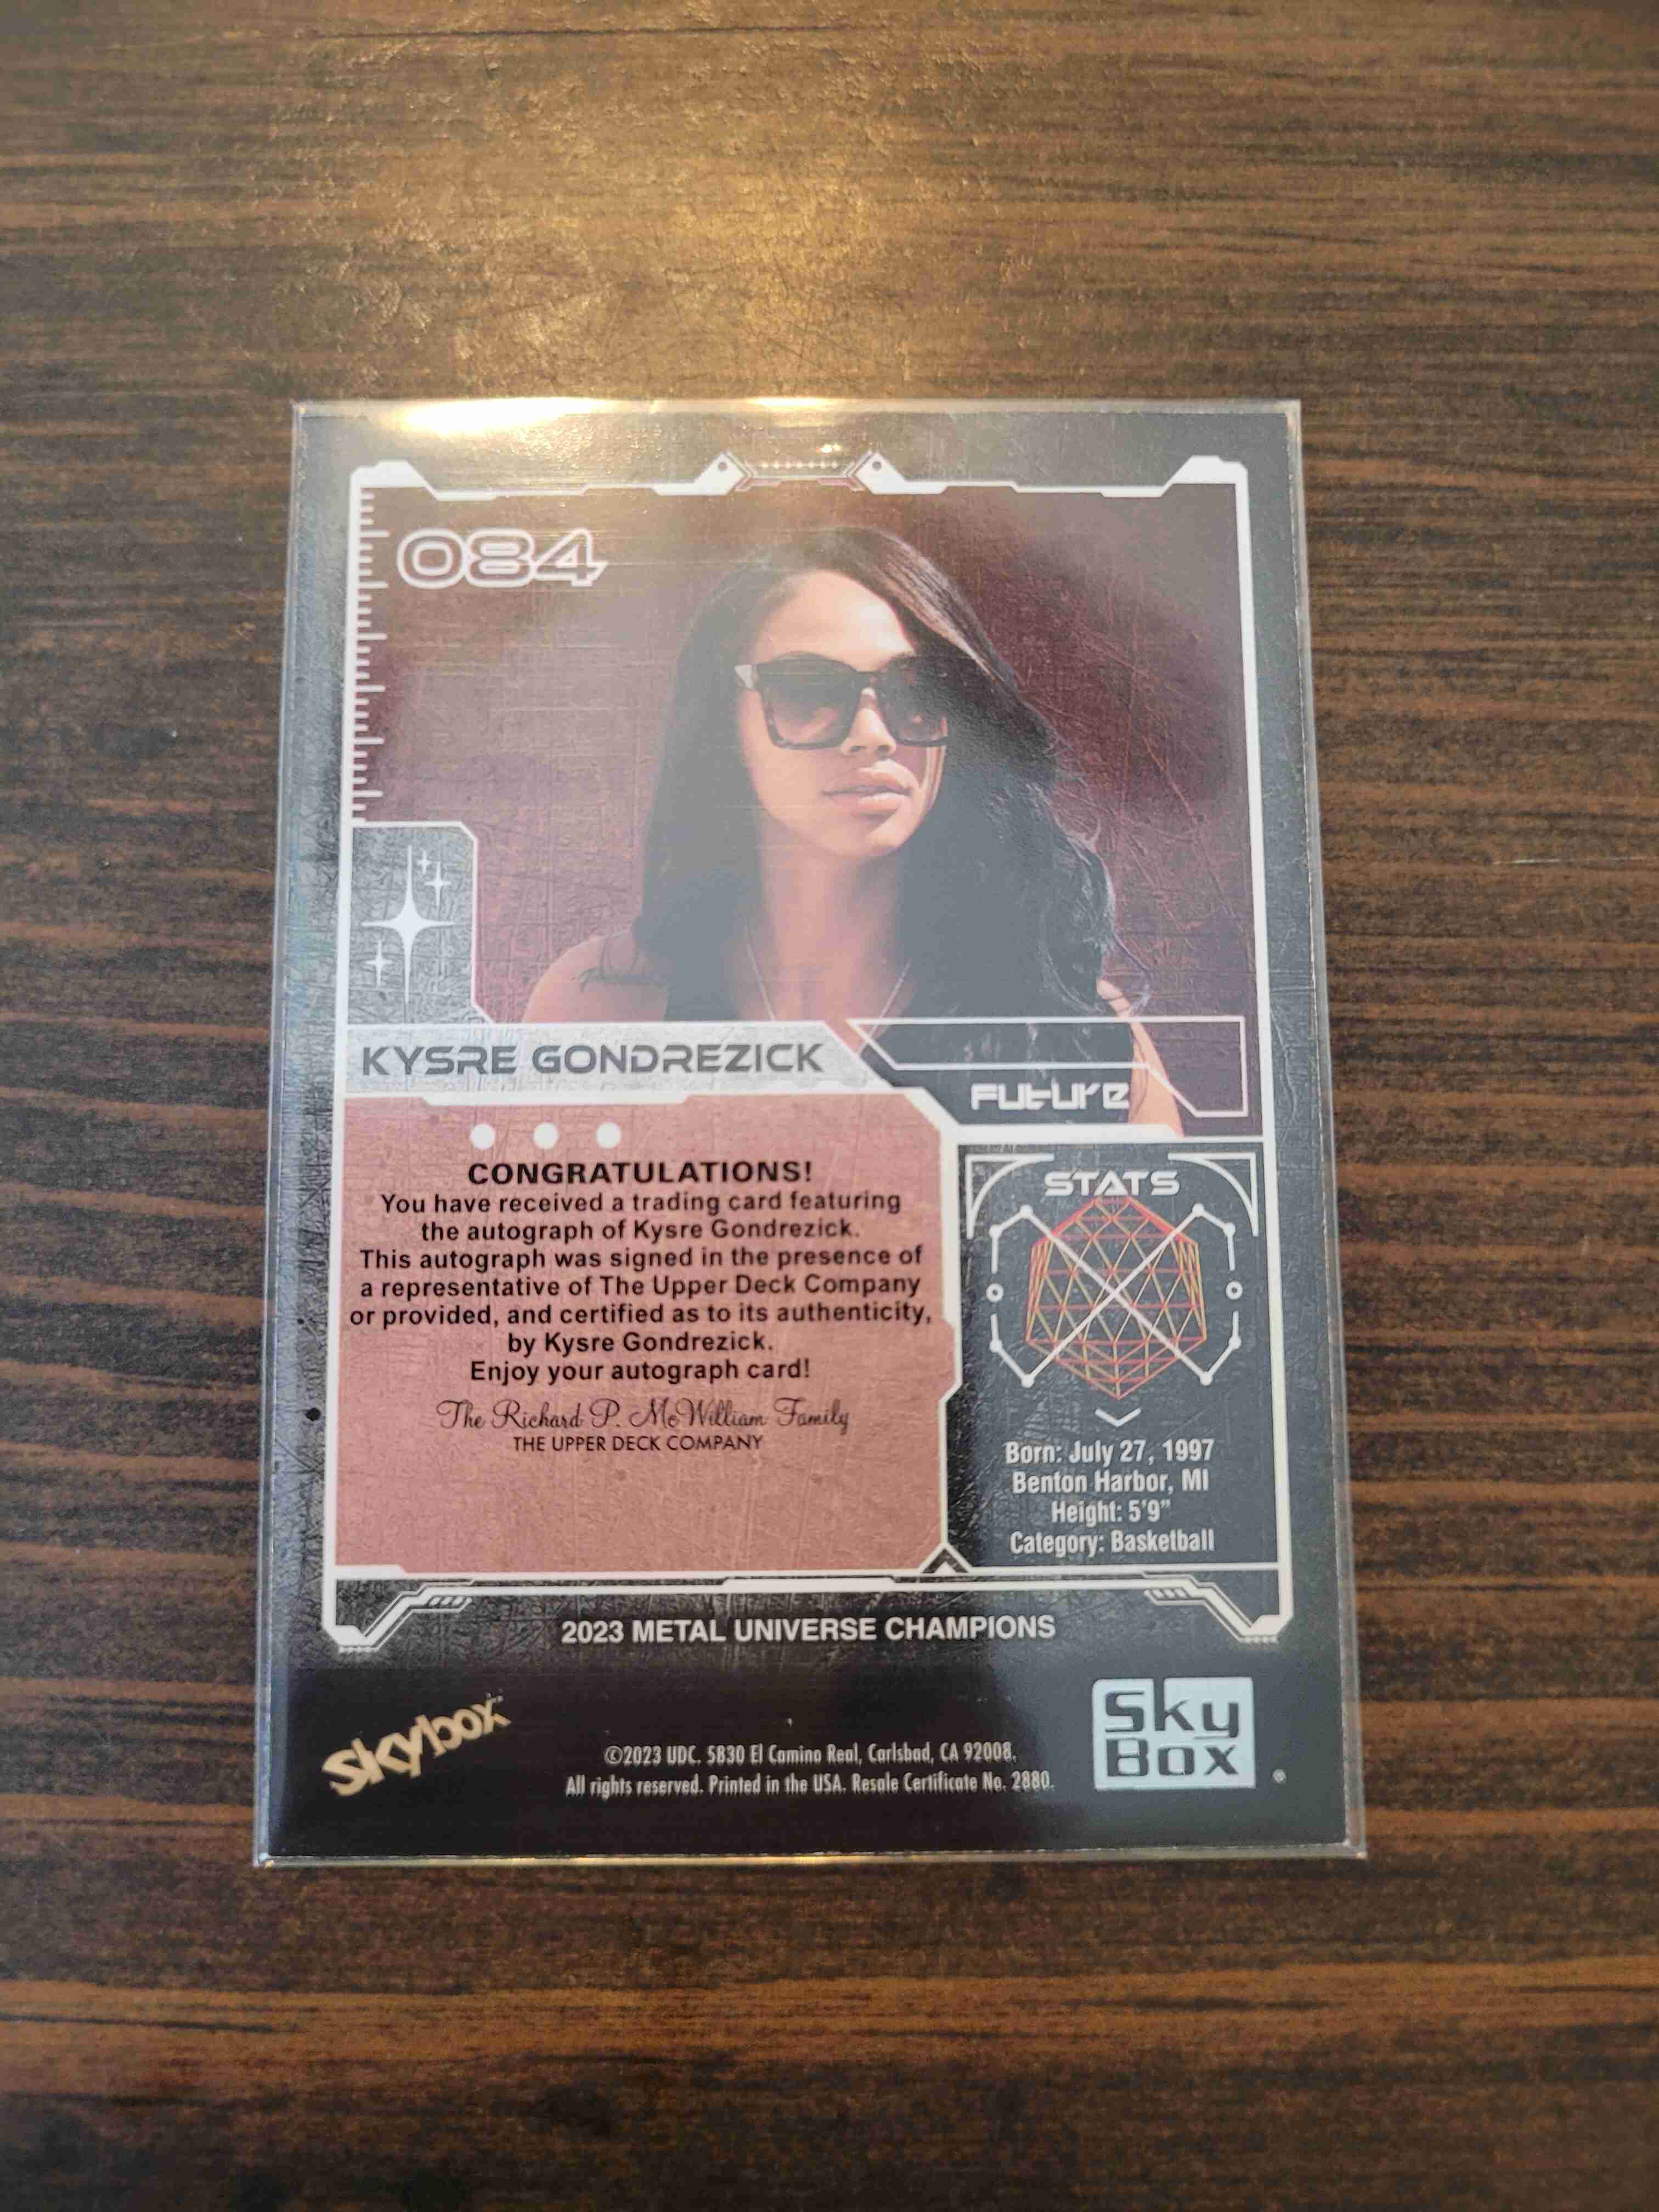 084
KYSRE GONDREZICK
FUTURE
CONGRATULATIONS!
You have received a trading card featuring
the autograph of Kysre Gondrezick.
This autograph was signed in the presence of
a representative of The Upper Deck Company
or provided, and certified as to its authenticity,
by Kysre Gondrezick.
Enjoy your autograph card!
The Richard P. McWilliam Family
THE UPPER DECK COMPANY
STATS
Born: July 27, 1997
Benton Harbor, MI
Height: 5'9"
Category: Basketball
2023 METAL UNIVERSE CHAMPIONS
skybox
©2023 UDC. 5830 El Camino Real, Carlsbad, CA 92008.
All rights reserved. Printed in the USA. Resale Certificate No. 2880.
Sky
Box